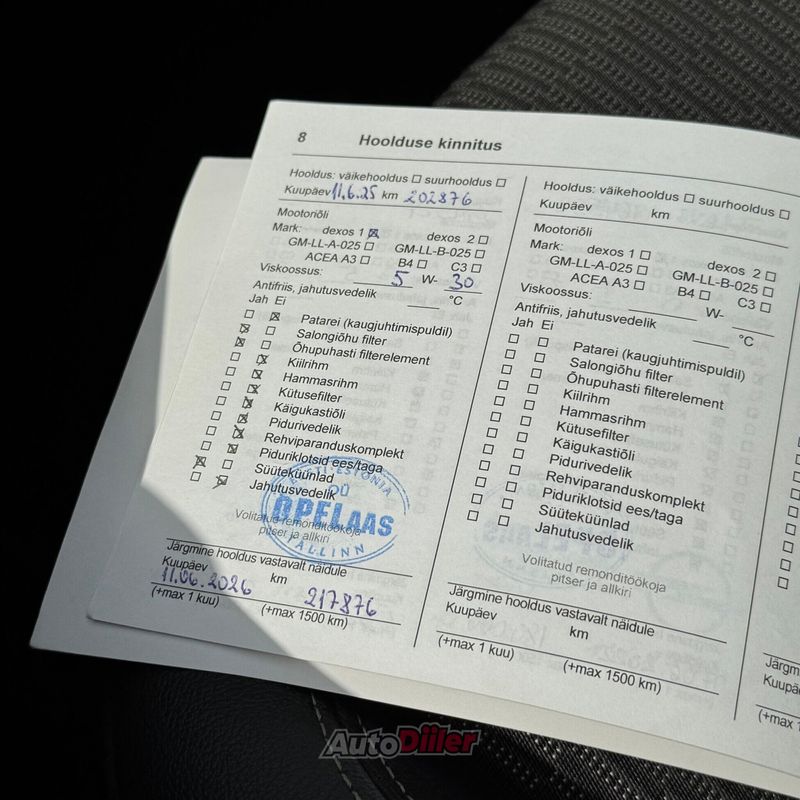 8 Hoolduse kinnitus
Hooldus: väikehooldus ☐ suurhooldus ☐
Kuupäev 11.6.25 km 202876
Mootoriõli
Mark: dexos 1 ☒ dexos 2 ☐
GM-LL-A-025 ☐ GM-LL-B-025 ☐
ACEA A3 ☐ B4 ☐ C3 ☐
Viskoossus: 5 W- 30
Antifriis, jahutusvedelik °C
Jah Ei
☐ ☒ Patarei (kaugjuhtimispuldil)
☒ ☐ Salongiõhu filter
☒ ☐ Õhupuhasti filterelement
☐ ☒ Kiilrihm
☐ ☒ Hammasrihm
☐ ☒ Kütusefilter
☐ ☒ Käigukastiõli
☐ ☒ Pidurivedelik
☐ ☒ Rehviparanduskomplekt
☐ ☒ Piduriklotsid ees/taga
☒ ☐ Süüteküünlad
☐ ☒ Jahutusvedelik
EESTI-ESTONIA
OÜ
OPELAAS
TALLINN
Volitatud remonditöökoja
pitser ja allkiri
Järgmine hooldus vastavalt näidule
Kuupäev km
11.06.2026 217876
(+max 1 kuu) (+max 1500 km)
Hooldus: väikehooldus ☐ suurhooldus ☐
Kuupäev km
Mootoriõli
Mark: dexos 1 ☐ dexos 2 ☐
GM-LL-A-025 ☐ GM-LL-B-025 ☐
ACEA A3 ☐ B4 ☐ C3 ☐
Viskoossus: W-
Antifriis, jahutusvedelik °C
Jah Ei
☐ ☐ Patarei (kaugjuhtimispuldil)
☐ ☐ Salongiõhu filter
☐ ☐ Õhupuhasti filterelement
☐ ☐ Kiilrihm
☐ ☐ Hammasrihm
☐ ☐ Kütusefilter
☐ ☐ Käigukastiõli
☐ ☐ Pidurivedelik
☐ ☐ Rehviparanduskomplekt
☐ ☐ Piduriklotsid ees/taga
☐ ☐ Süüteküünlad
☐ ☐ Jahutusvedelik
Volitatud remonditöökoja
pitser ja allkiri
Järgmine hooldus vastavalt näidule
Kuupäev km
(+max 1 kuu) (+max 1500 km)
AutoDiiler